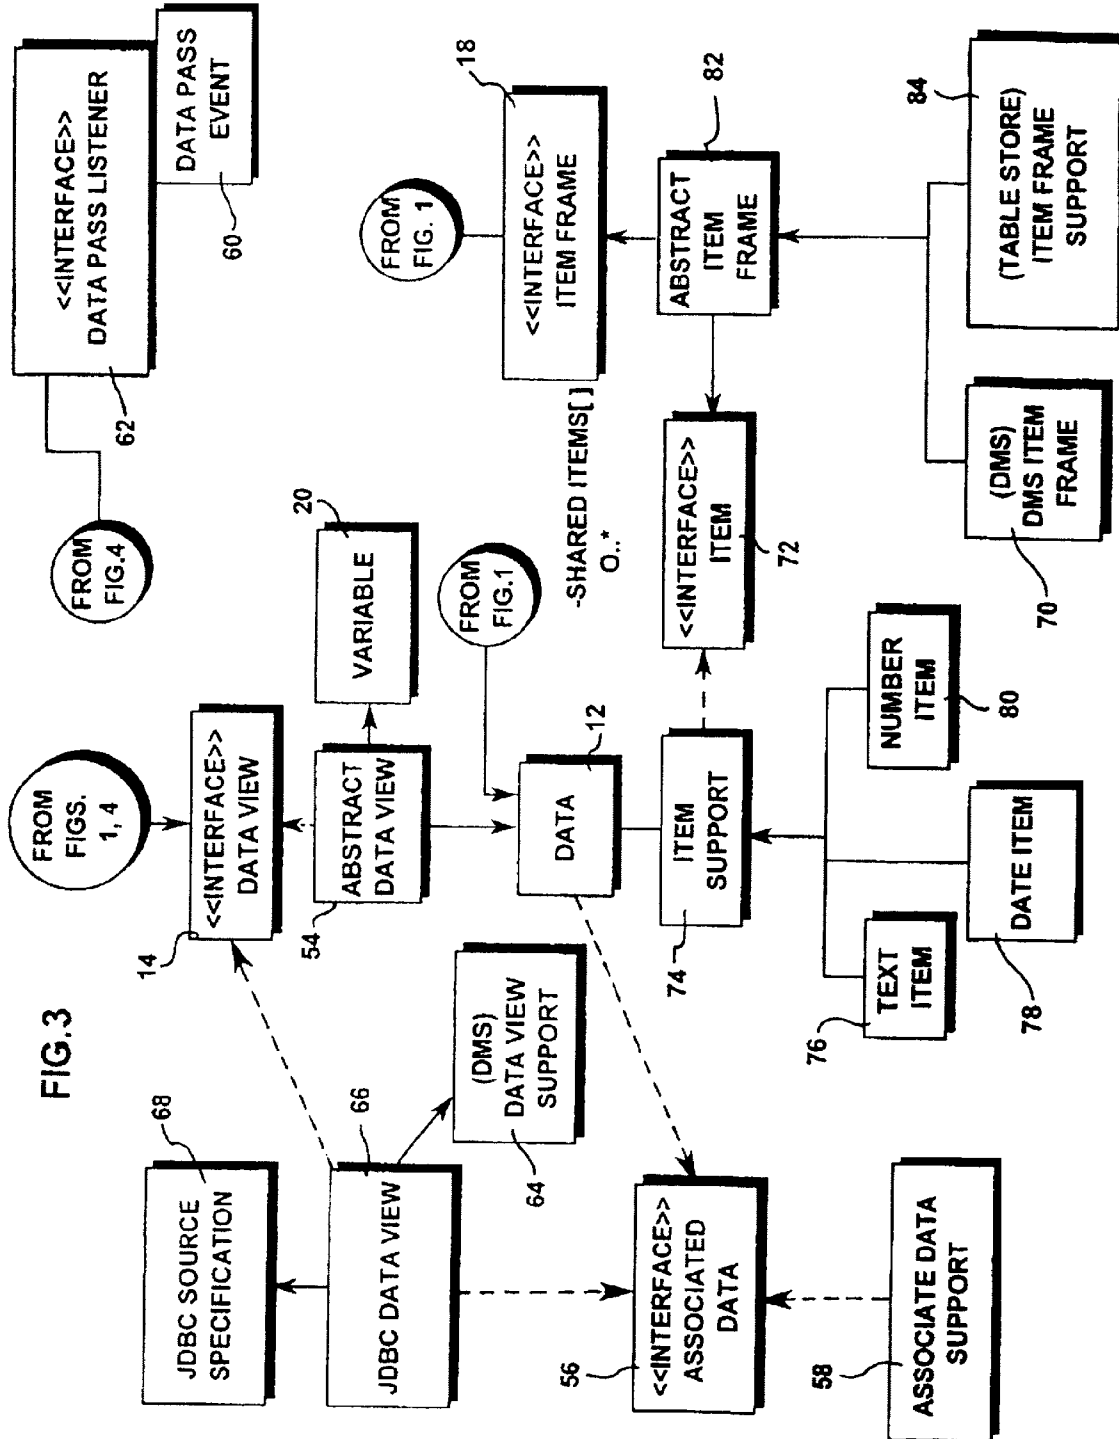 FIG.3
68
JDBC SOURCE
SPECIFICATION
66
JDBC DATA VIEW
(DMS)
DATA VIEW
SUPPORT
64
56
<<INTERFACE>>
ASSOCIATED
DATA
58
ASSOCIATE DATA
SUPPORT
FROM
FIGS.
1, 4
14
<<INTERFACE>>
DATA VIEW
54
ABSTRACT
DATA VIEW
20
VARIABLE
FROM
FIG.1
12
DATA
74
ITEM
SUPPORT
76
TEXT
ITEM
78
DATE ITEM
NUMBER
ITEM
80
FROM
FIG.4
62
<<INTERFACE>>
DATA PASS LISTENER
DATA PASS
EVENT
60
FROM
FIG. 1
18
<<INTERFACE>>
ITEM FRAME
-SHARED ITEMS[ ]
O..*
<<INTERFACE>>
ITEM
72
82
ABSTRACT
ITEM
FRAME
70
(DMS)
DMS ITEM
FRAME
84
(TABLE STORE)
ITEM FRAME
SUPPORT